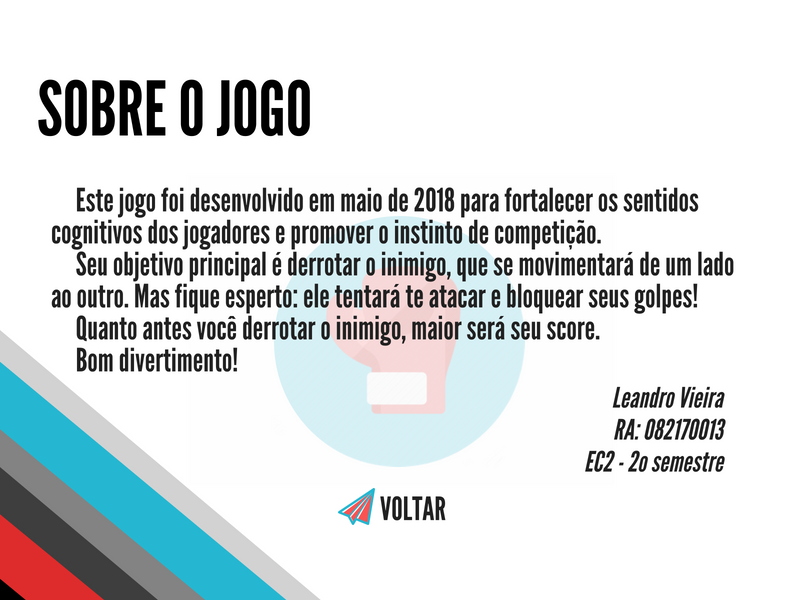 SOBRE O JOGO
Este jogo foi desenvolvido em maio de 2018 para fortalecer os sentidos
cognitivos dos jogadores e promover o instinto de competição.
Seu objetivo principal é derrotar o inimigo, que se movimentará de um lado
ao outro. Mas fique esperto: ele tentará te atacar e bloquear seus golpes!
Quanto antes você derrotar o inimigo, maior será seu score.
Bom divertimento!
Leandro Vieira
RA: 082170013
EC2 - 2o semestre
VOLTAR